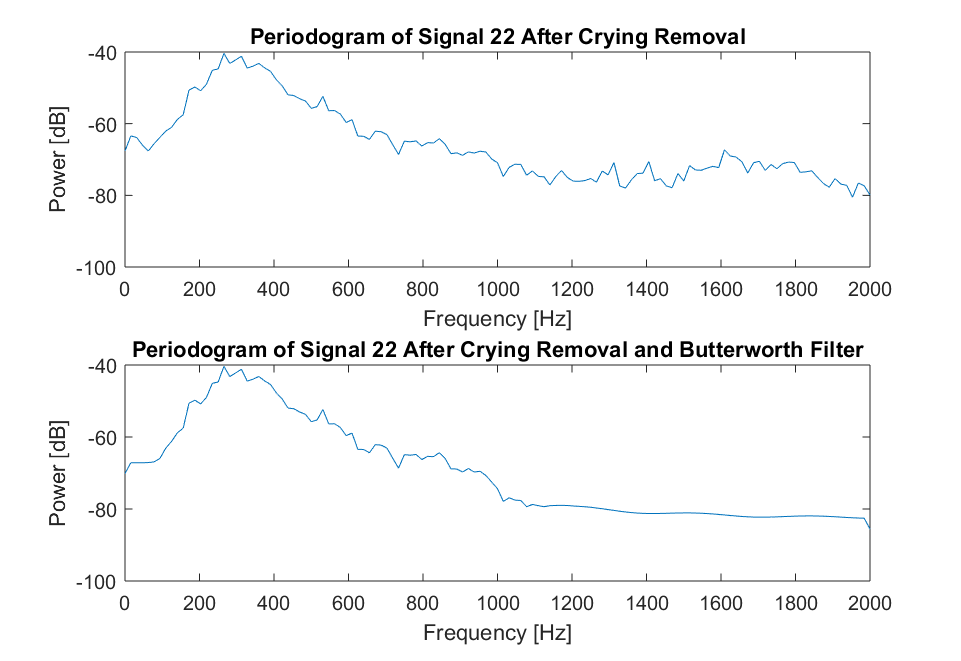 Periodogram of Signal 22 After Crying Removal
-40
-60
-80
-100
Power [dB]
0 200 400 600 800 1000 1200 1400 1600 1800 2000
Frequency [Hz]
Periodogram of Signal 22 After Crying Removal and Butterworth Filter
-40
-60
-80
-100
Power [dB]
0 200 400 600 800 1000 1200 1400 1600 1800 2000
Frequency [Hz]